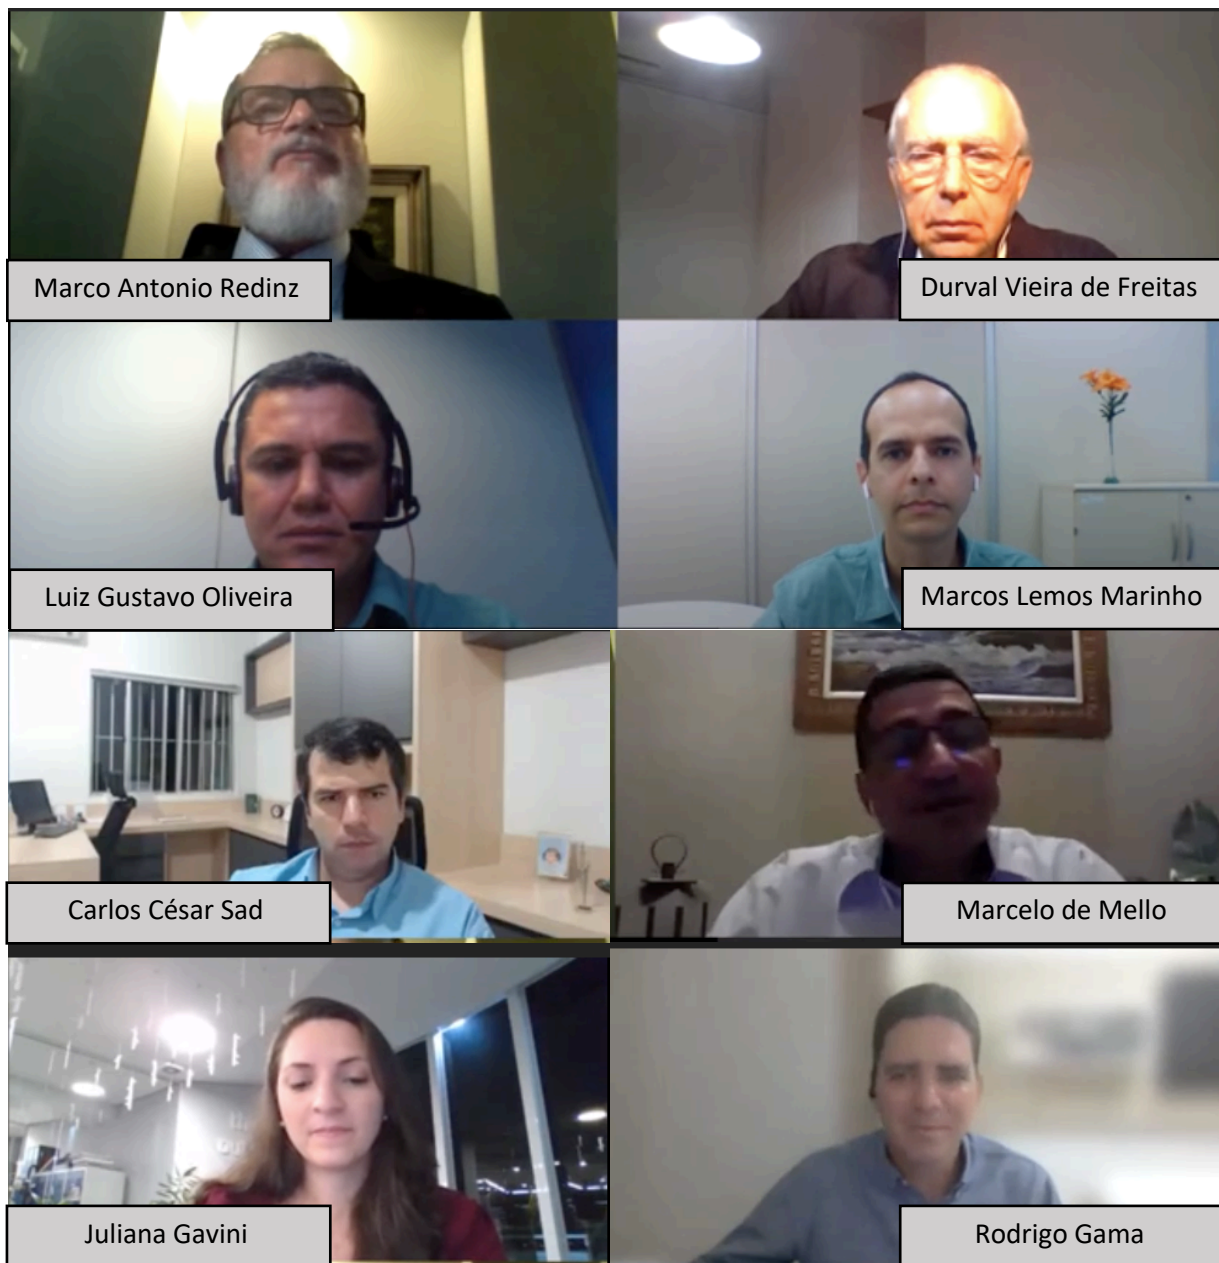 Marco Antonio Redinz
Durval Vieira de Freitas
Luiz Gustavo Oliveira
Marcos Lemos Marinho
Carlos César Sad
Marcelo de Mello
Juliana Gavini
Rodrigo Gama